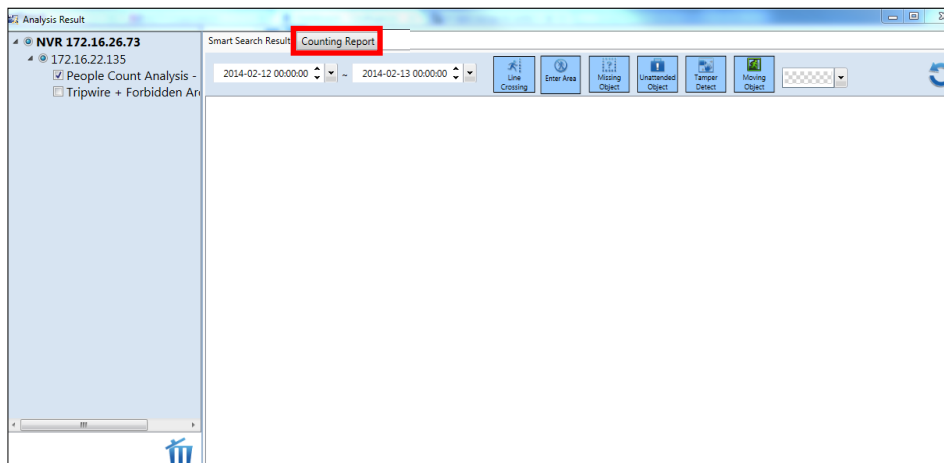 Analysis Result
NVR 172.16.26.73
172.16.22.135
People Count Analysis -
Tripwire + Forbidden Are
Smart Search Result
Counting Report
2014-02-12 00:00:00 ~ 2014-02-13 00:00:00
Line
Crossing
Enter Area
Missing
Object
Unattended
Object
Tamper
Detect
Moving
Object